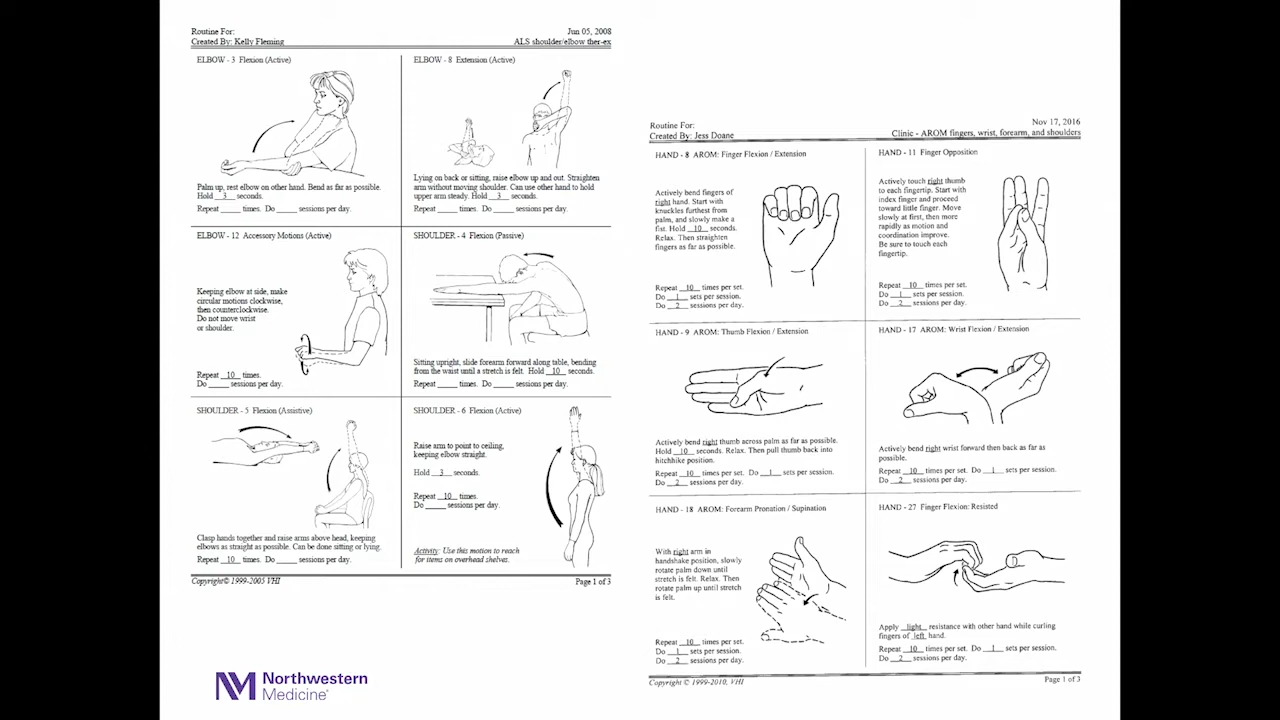 Routine For:
Jun 05, 2008
Created By: Kelly Fleming
ALS shoulder/elbow ther-ex
ELBOW - 3 Flexion (Active)
Palm up, rest elbow on other hand. Bend as far as possible.
Hold 3 seconds.
Repeat ____ times. Do ____ sessions per day.
ELBOW - 8 Extension (Active)
Lying on back or sitting, raise elbow up and out. Straighten
arm without moving shoulder. Can use other hand to hold
upper arm steady. Hold 3 seconds.
Repeat ____ times. Do ____ sessions per day.
ELBOW - 12 Accessory Motions (Active)
Keeping elbow at side, make
circular motions clockwise,
then counterclockwise.
Do not move wrist
or shoulder.
Repeat 10 times.
Do ____ sessions per day.
SHOULDER - 4 Flexion (Passive)
Sitting upright, slide forearm forward along table, bending
from the waist until a stretch is felt. Hold 10 seconds.
Repeat ____ times. Do ____ sessions per day.
SHOULDER - 5 Flexion (Assistive)
Clasp hands together and raise arms above head, keeping
elbows as straight as possible. Can be done sitting or lying.
Repeat 10 times. Do ____ sessions per day.
SHOULDER - 6 Flexion (Active)
Raise arm to point to ceiling,
keeping elbow straight.
Hold 3 seconds.
Repeat 10 times.
Do ____ sessions per day.
Activity: Use this motion to reach
for items on overhead shelves.
Copyright© 1999-2005 VHI
Page 1 of 3
Northwestern
Medicine®
Routine For:
Nov 17, 2016
Created By: Jess Doane
Clinic - AROM fingers, wrist, forearm, and shoulders
HAND - 8 AROM: Finger Flexion / Extension
Actively bend fingers of
right hand. Start with
knuckles furthest from
palm, and slowly make a
fist. Hold 10 seconds.
Relax. Then straighten
fingers as far as possible.
Repeat 10 times per set.
Do 1 sets per session.
Do 2 sessions per day.
HAND - 11 Finger Opposition
Actively touch right thumb
to each fingertip. Start with
index finger and proceed
toward little finger. Move
slowly at first, then more
rapidly as motion and
coordination improve.
Be sure to touch each
fingertip.
Repeat 10 times per set.
Do 1 sets per session.
Do 2 sessions per day.
HAND - 9 AROM: Thumb Flexion / Extension
Actively bend right thumb across palm as far as possible.
Hold 10 seconds. Relax. Then pull thumb back into
hitchhike position.
Repeat 10 times per set. Do 1 sets per session.
Do 2 sessions per day.
HAND - 17 AROM: Wrist Flexion / Extension
Actively bend right wrist forward then back as far as
possible.
Repeat 10 times per set. Do 1 sets per session.
Do 2 sessions per day.
HAND - 18 AROM: Forearm Pronation / Supination
With right arm in
handshake position, slowly
rotate palm down until
stretch is felt. Relax. Then
rotate palm up until stretch
is felt.
Repeat 10 times per set.
Do 1 sets per session.
Do 2 sessions per day.
HAND - 27 Finger Flexion: Resisted
Apply light resistance with other hand while curling
fingers of left hand.
Repeat 10 times per set. Do 1 sets per session.
Do 2 sessions per day.
Copyright © 1999-2010, VHI
Page 1 of 3